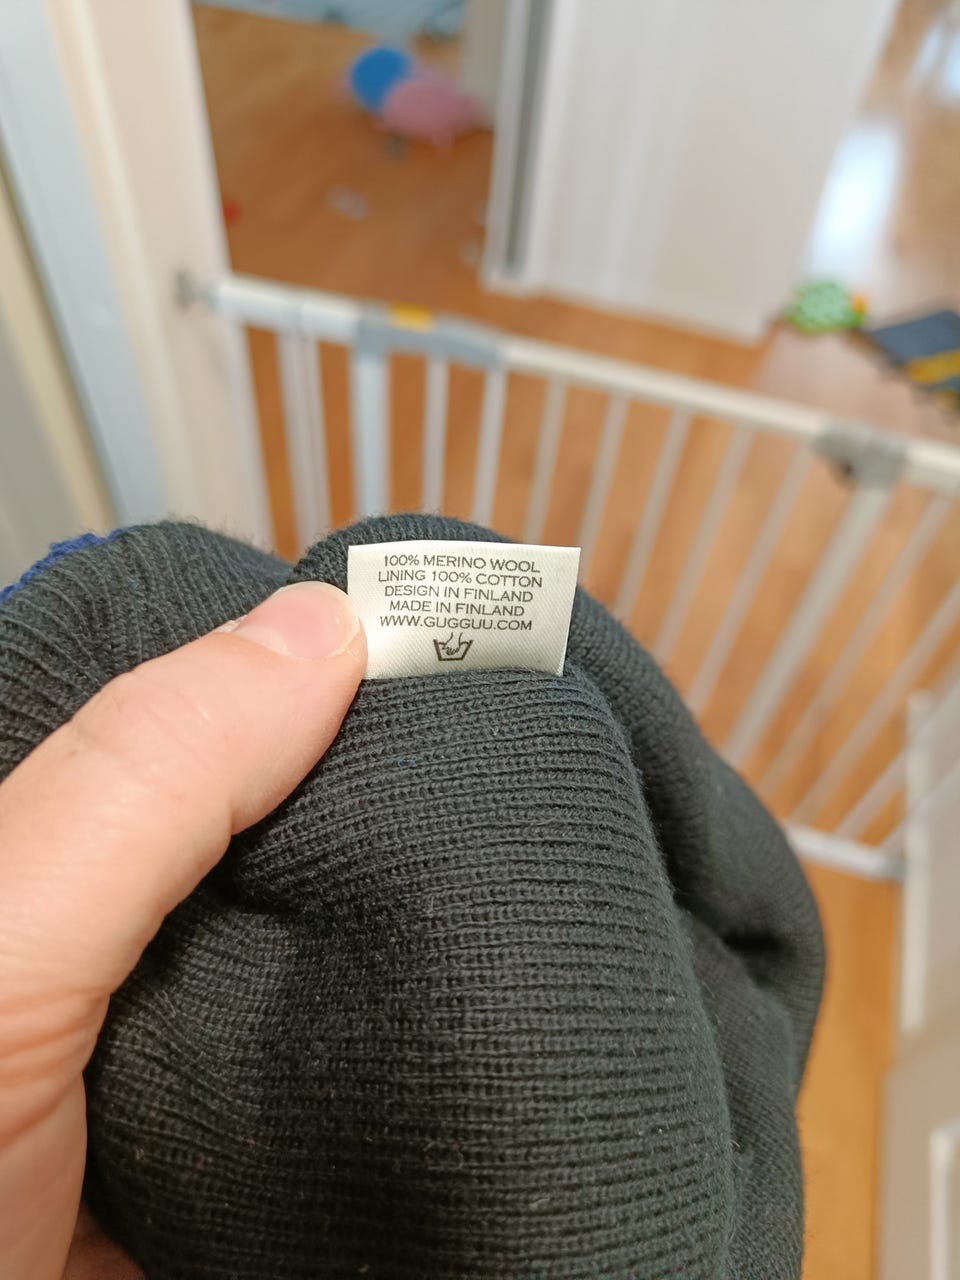 100% MERINO WOOL
LINING 100% COTTON
DESIGN IN FINLAND
MADE IN FINLAND
WWW.GUGGUU.COM